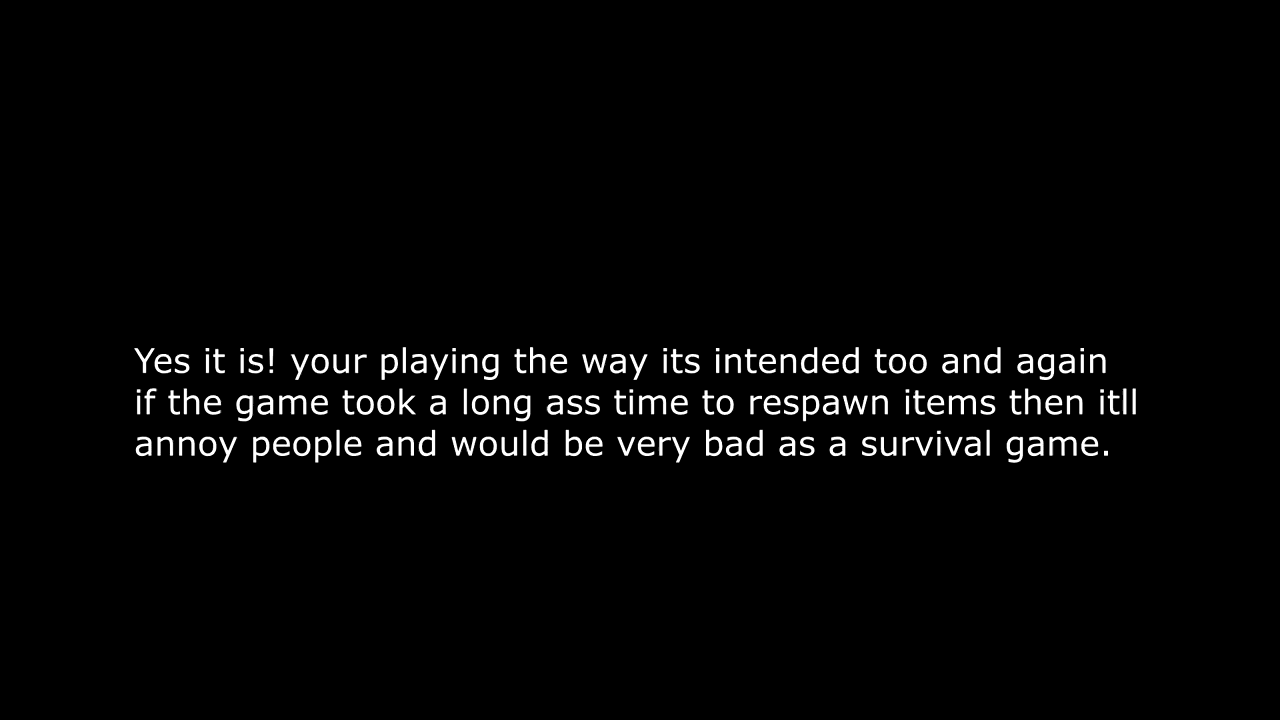 Yes it is! your playing the way its intended too and again
if the game took a long ass time to respawn items then itll
annoy people and would be very bad as a survival game.